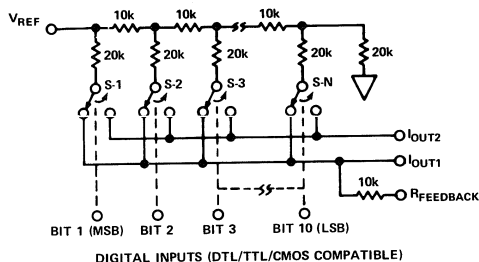 10k 10k 10k
VREF
20k 20k 20k 20k 20k
S-1 S-2 S-3 S-N
IOUT2
IOUT1
10k
RFEEDBACK
BIT 1 (MSB) BIT 2 BIT 3 BIT 10 (LSB)
DIGITAL INPUTS (DTL/TTL/CMOS COMPATIBLE)